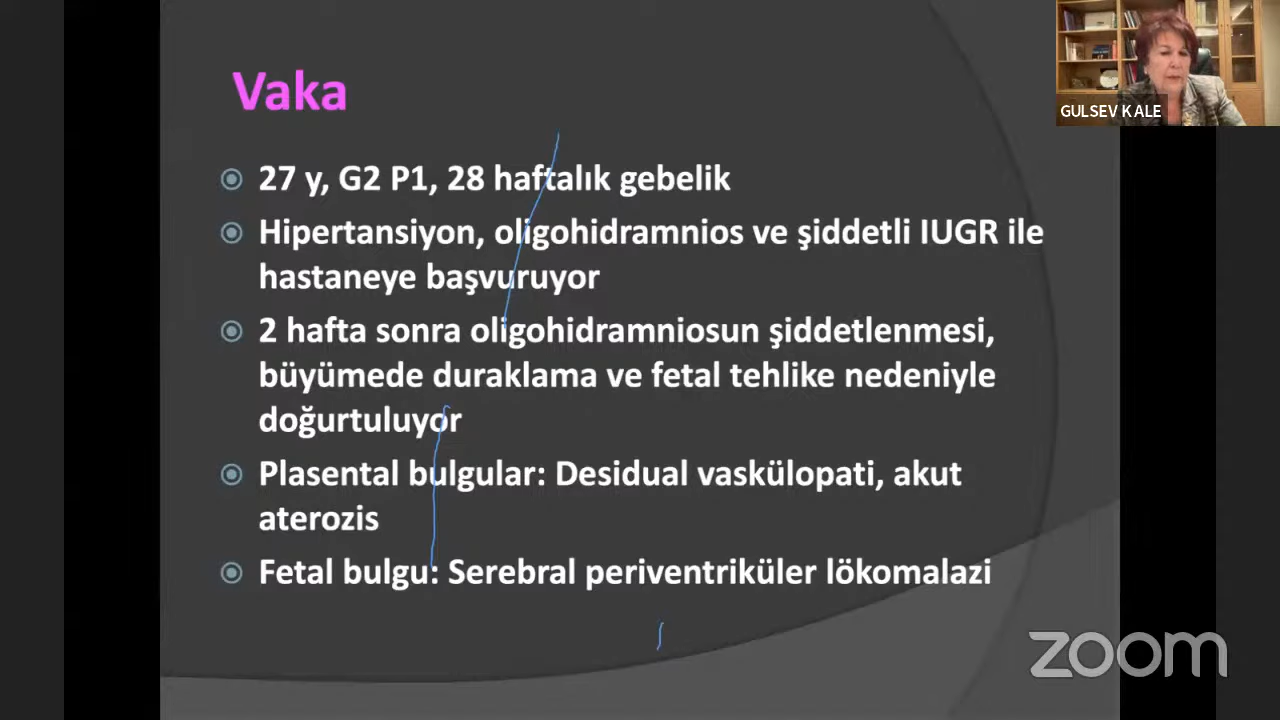 Vaka
GULSEV KALE
27 y, G2 P1, 28 haftalık gebelik
Hipertansiyon, oligohidramnios ve şiddetli IUGR ile
hastaneye başvuruyor
2 hafta sonra oligohidramniosun şiddetlenmesi,
büyümede duraklama ve fetal tehlike nedeniyle
doğurtuluyor
Plasental bulgular: Desidual vaskülopati, akut
aterozis
Fetal bulgu: Serebral periventriküler lökomalazi
zoom